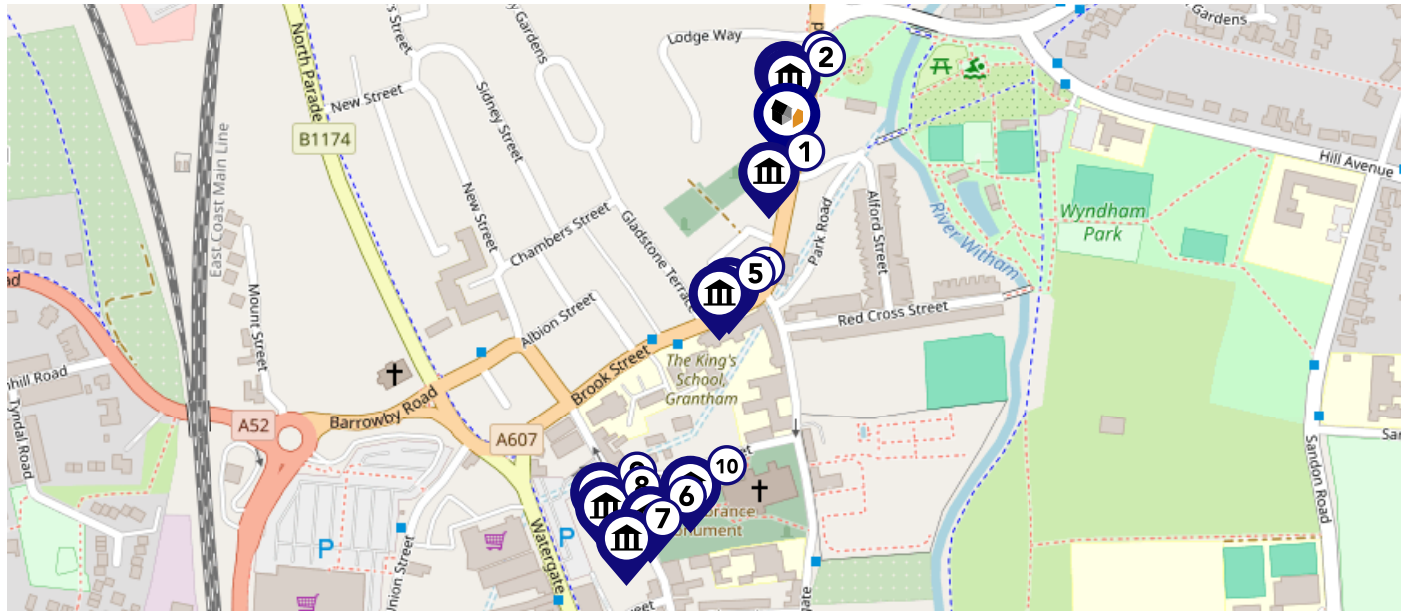 Gardens
Lodge Way
2
North Parade
New Street
Sidney Street
B1174
1
East Coast Main Line
Hill Avenue
New Street
Chambers Street
Gladstone Terrace
Park Road
Alford Street
River Witham
Wyndham
Park
5
Mount Street
Albion Street
Red Cross Street
The King's
School,
Grantham
Brook Street
Tyndal Road
Barrowby Road
A52
A607
Sandon Road
10
8
6
7
P
P
Watergate